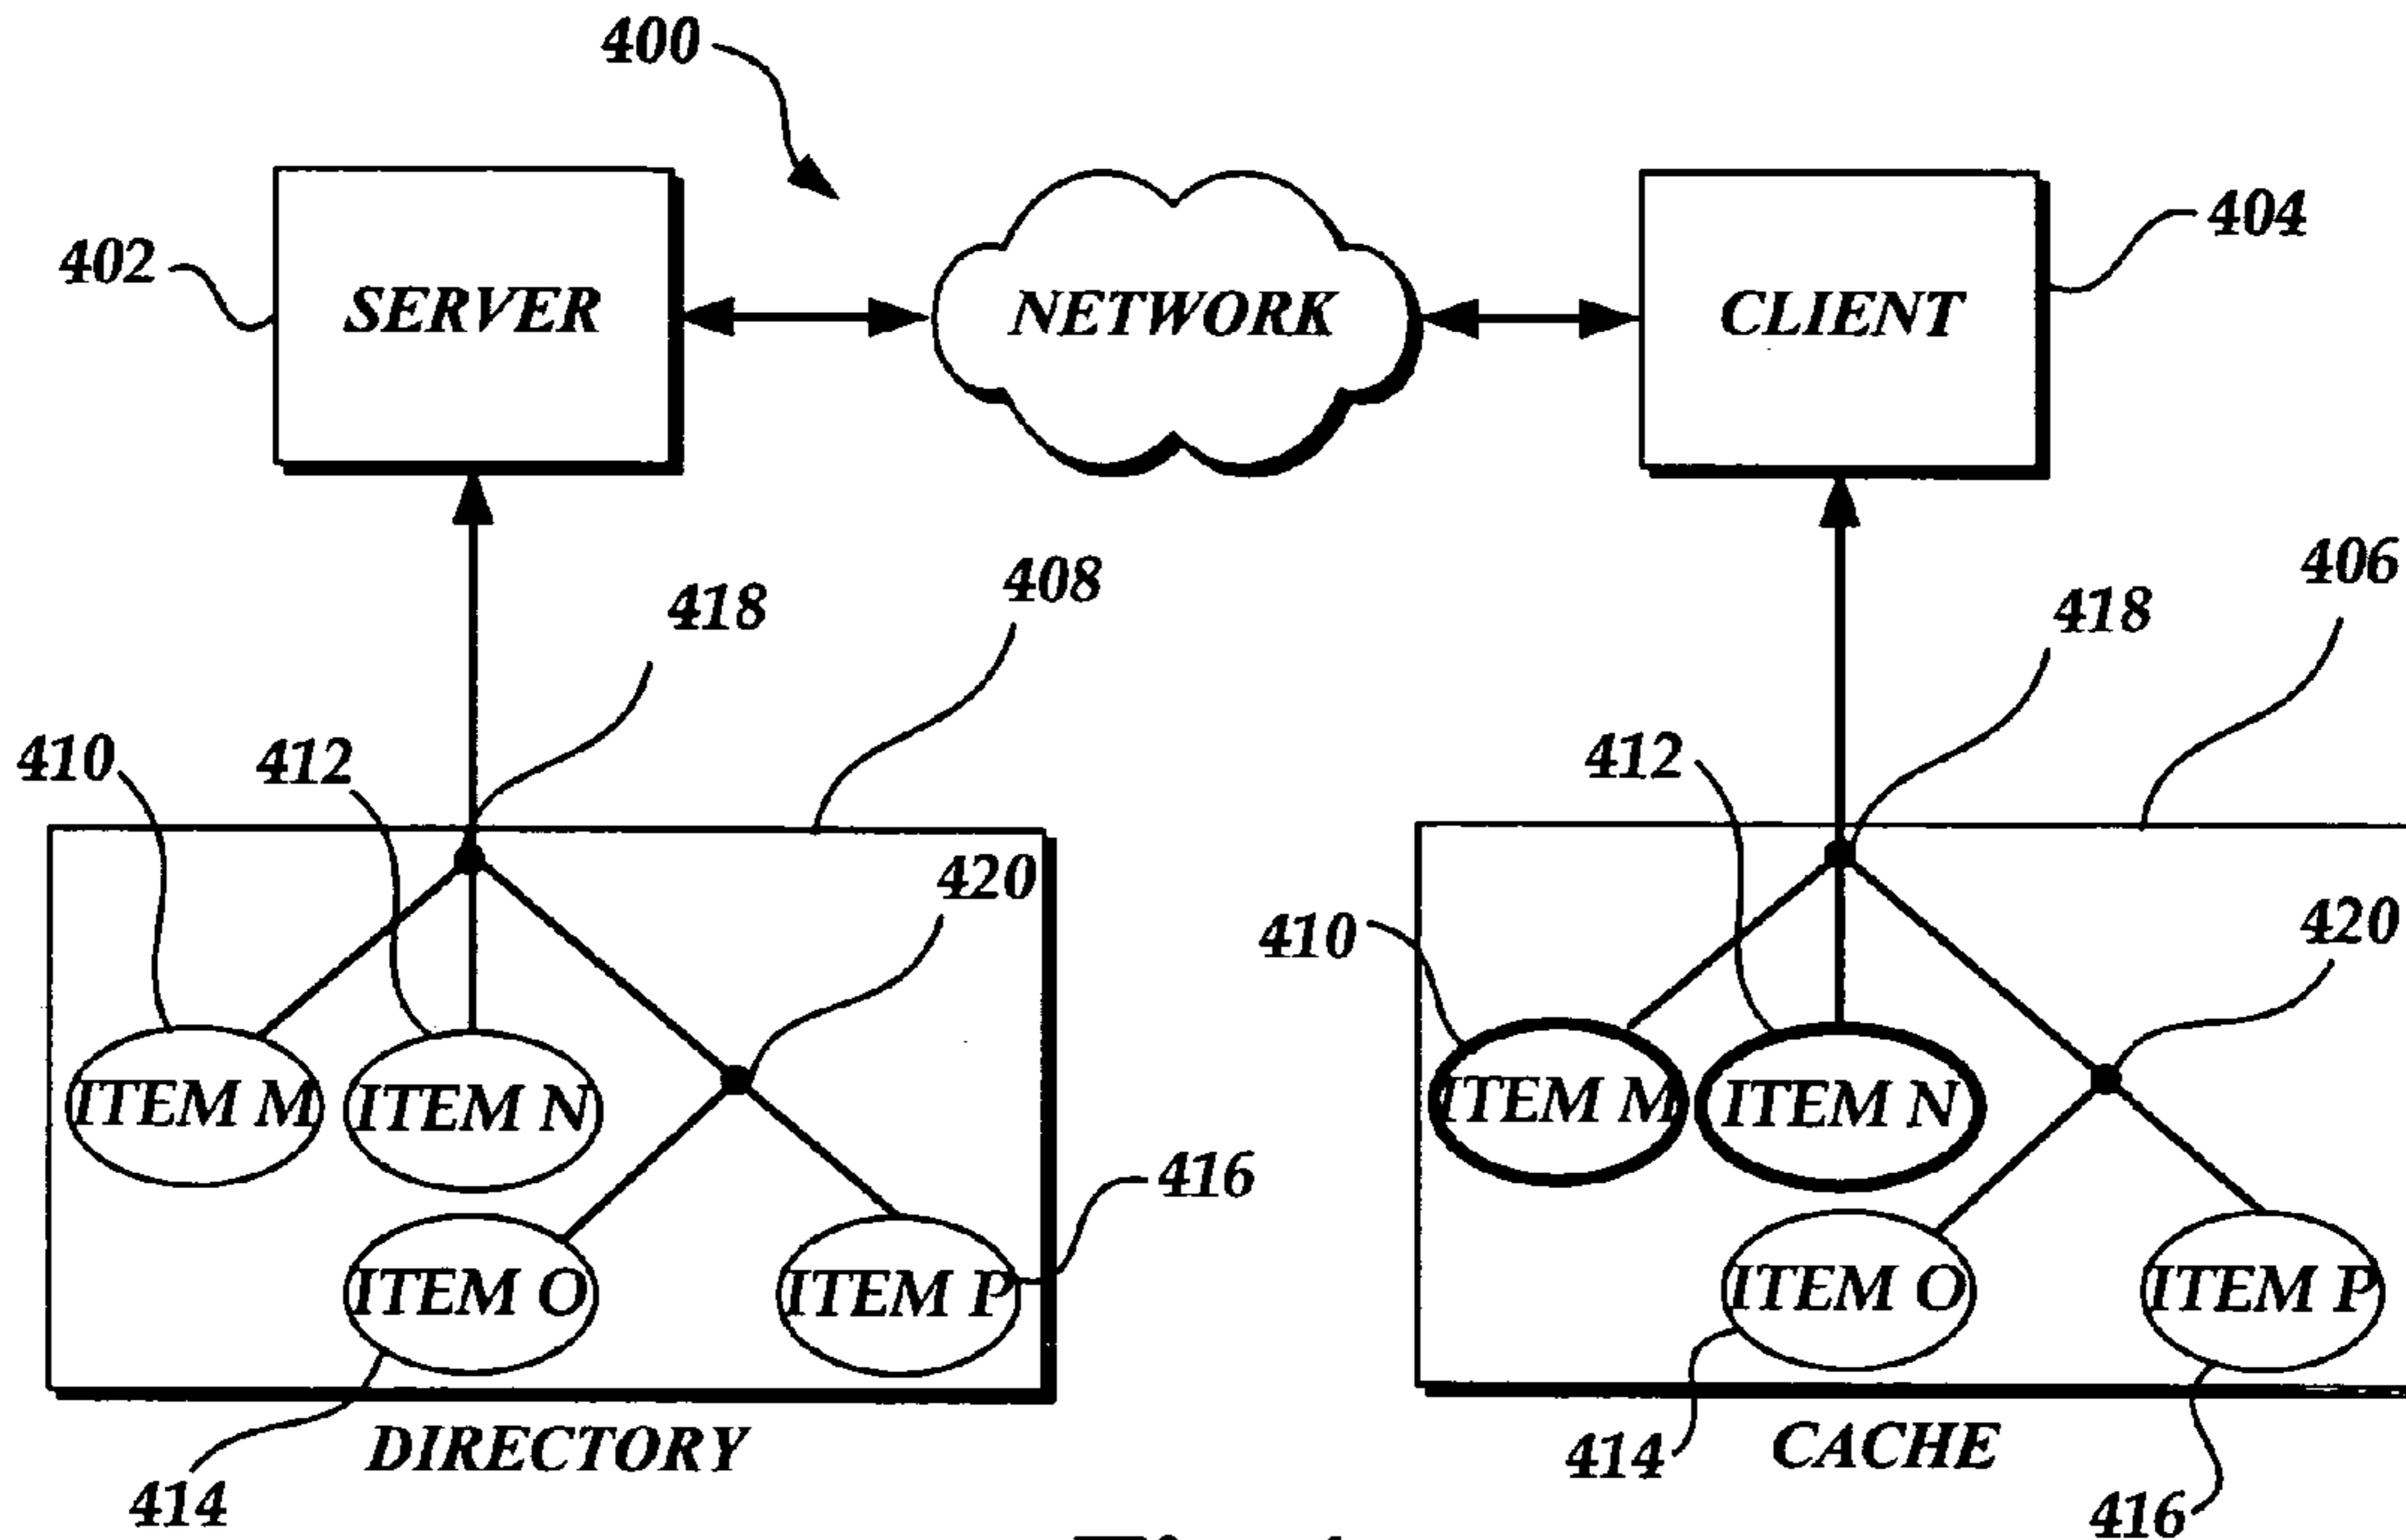 400
402
SERVER
NETWORK
CLIENT
404
418
408
418
406
410
412
420
412
410
420
ITEM M
ITEM N
ITEM M
ITEM N
416
ITEM O
ITEM P
ITEM O
ITEM P
414
DIRECTORY
414
CACHE
416